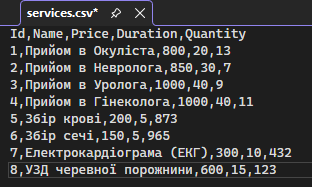 services.csv*
Id,Name,Price,Duration,Quantity
1,Прийом в Окуліста,800,20,13
2,Прийом в Невролога,850,30,7
3,Прийом в Уролога,1000,40,9
4,Прийом в Гінеколога,1000,40,11
5,Збір крові,200,5,873
6,Збір сечі,150,5,965
7,Електрокардіограма (ЕКГ),300,10,432
8,УЗД черевної порожнини,600,15,123